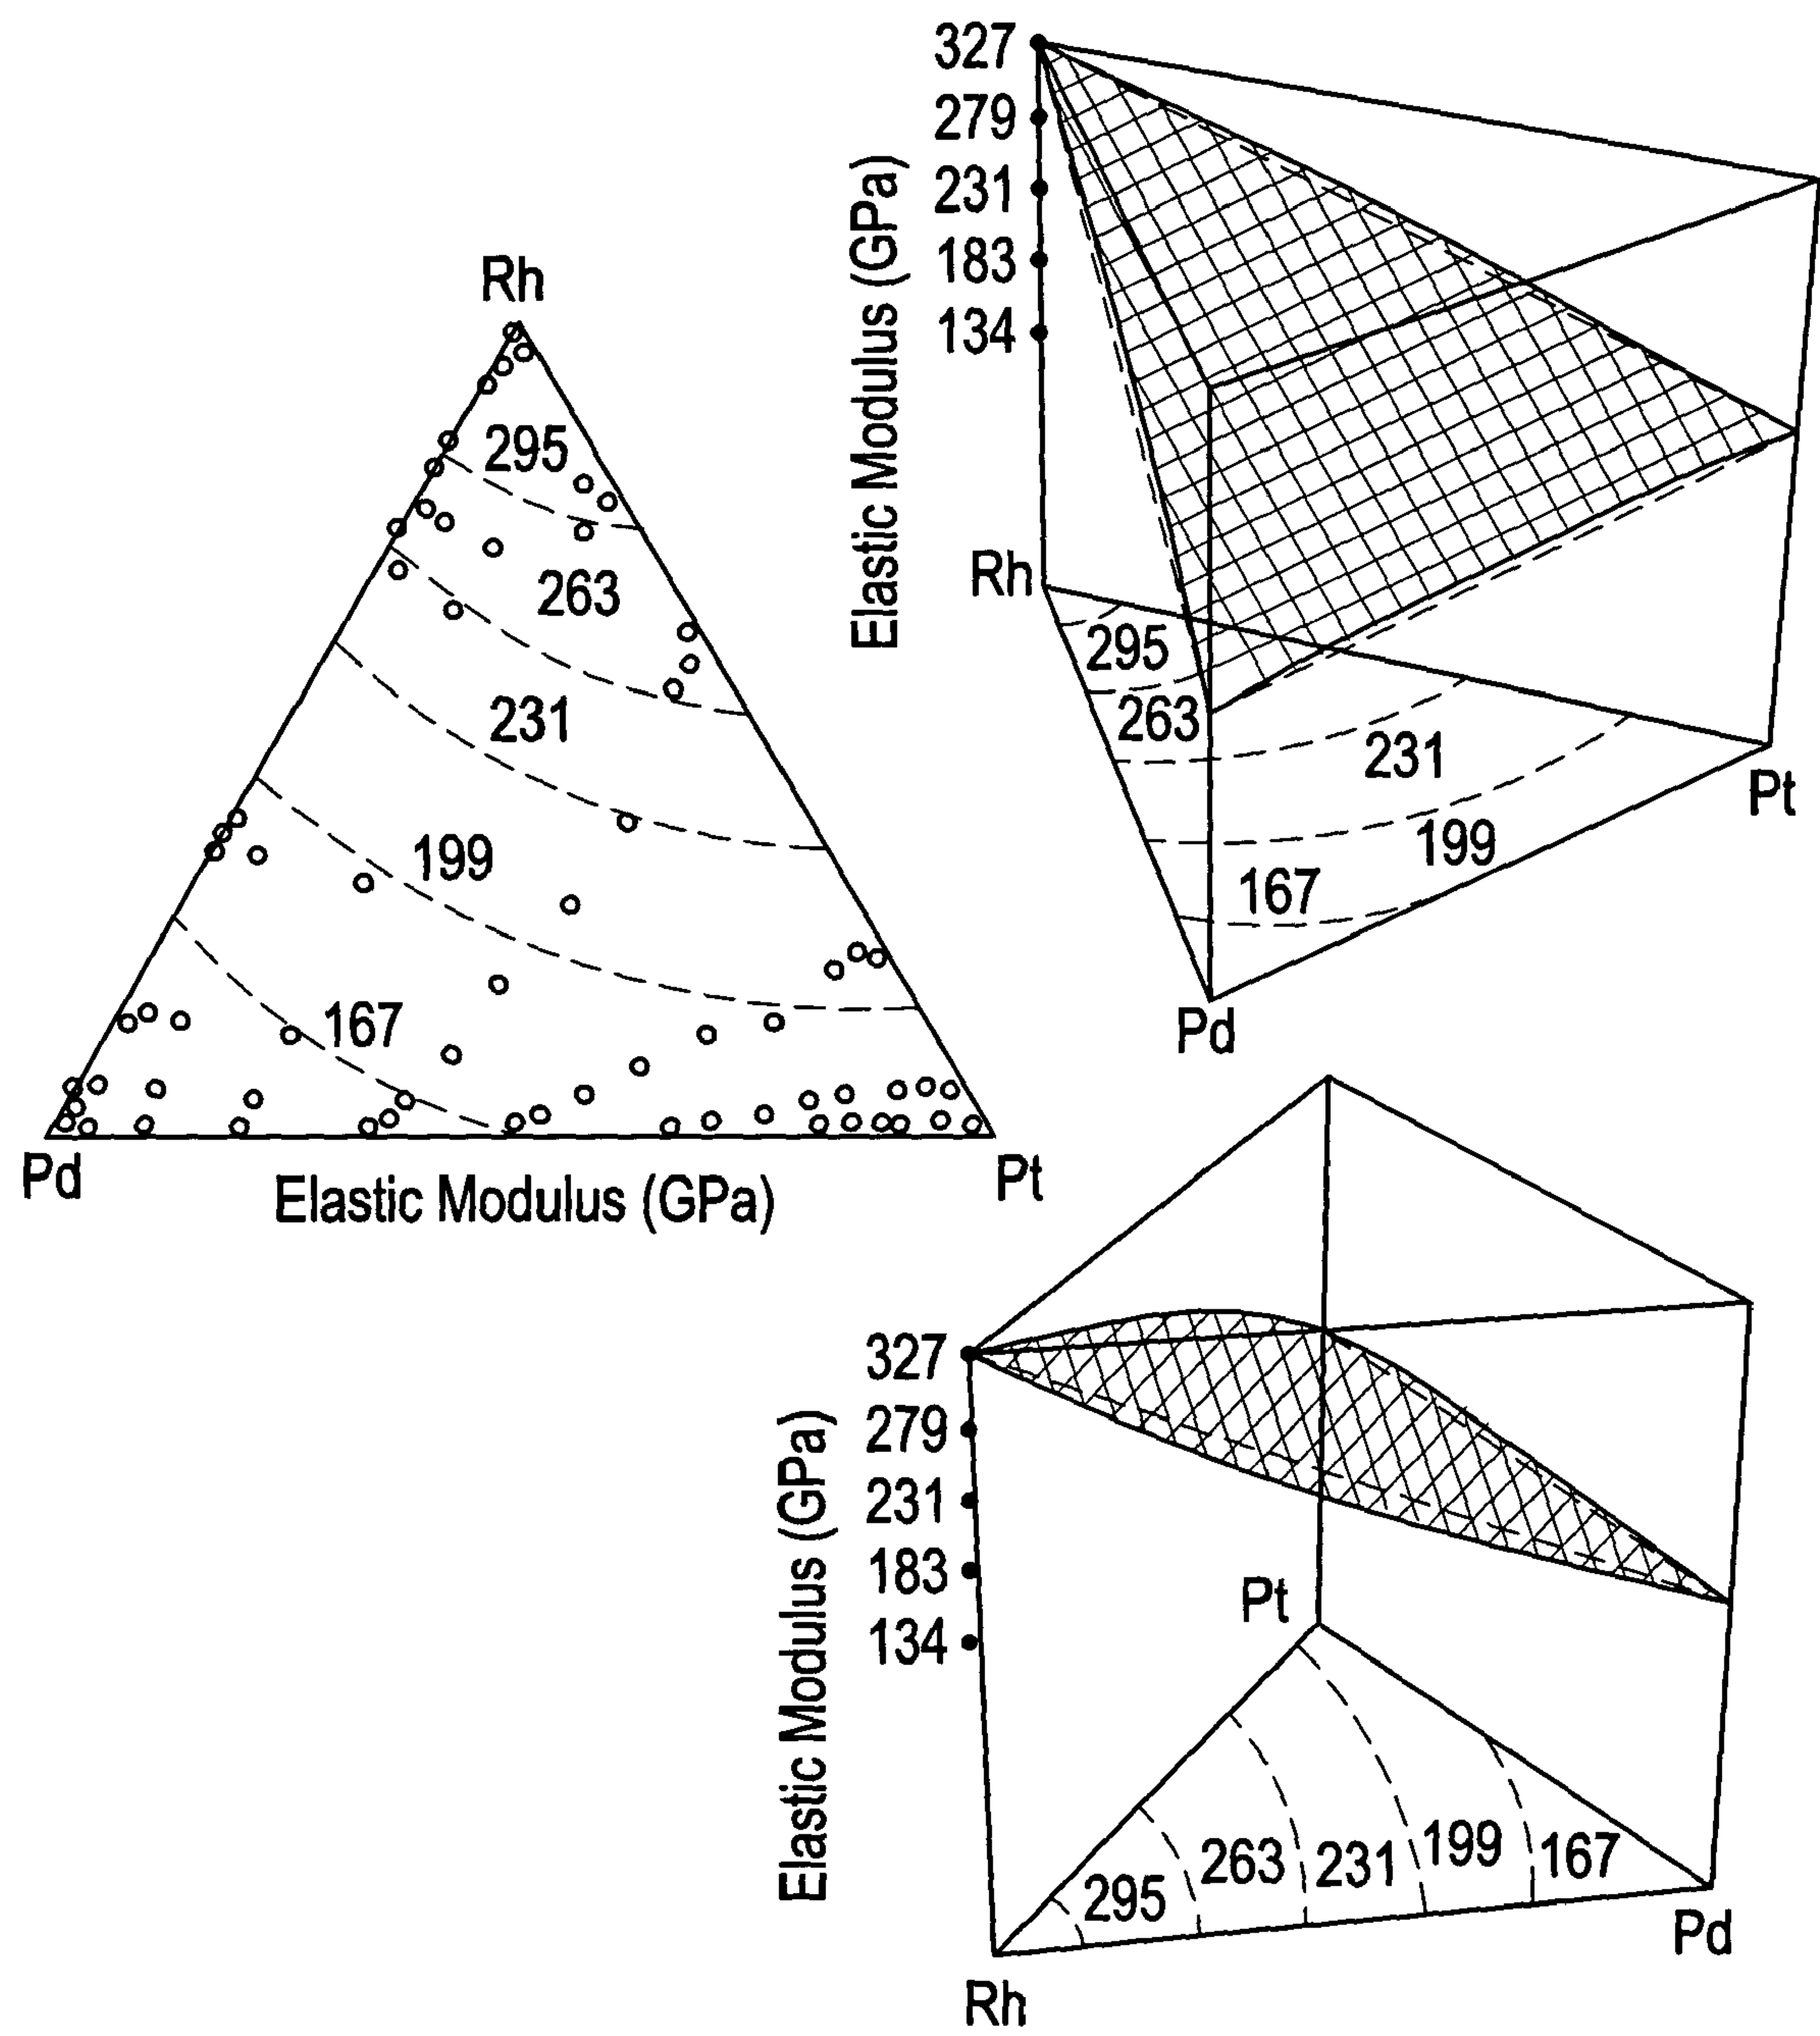 Rh
295
263
231
199
167
Pd
Pt
Elastic Modulus (GPa)
Elastic Modulus (GPa)
327
279
231
183
134
Rh
295
263
231
199
167
Pt
Pd
Elastic Modulus (GPa)
327
279
231
183
134
Pt
295
263
231
199
167
Pd
Rh